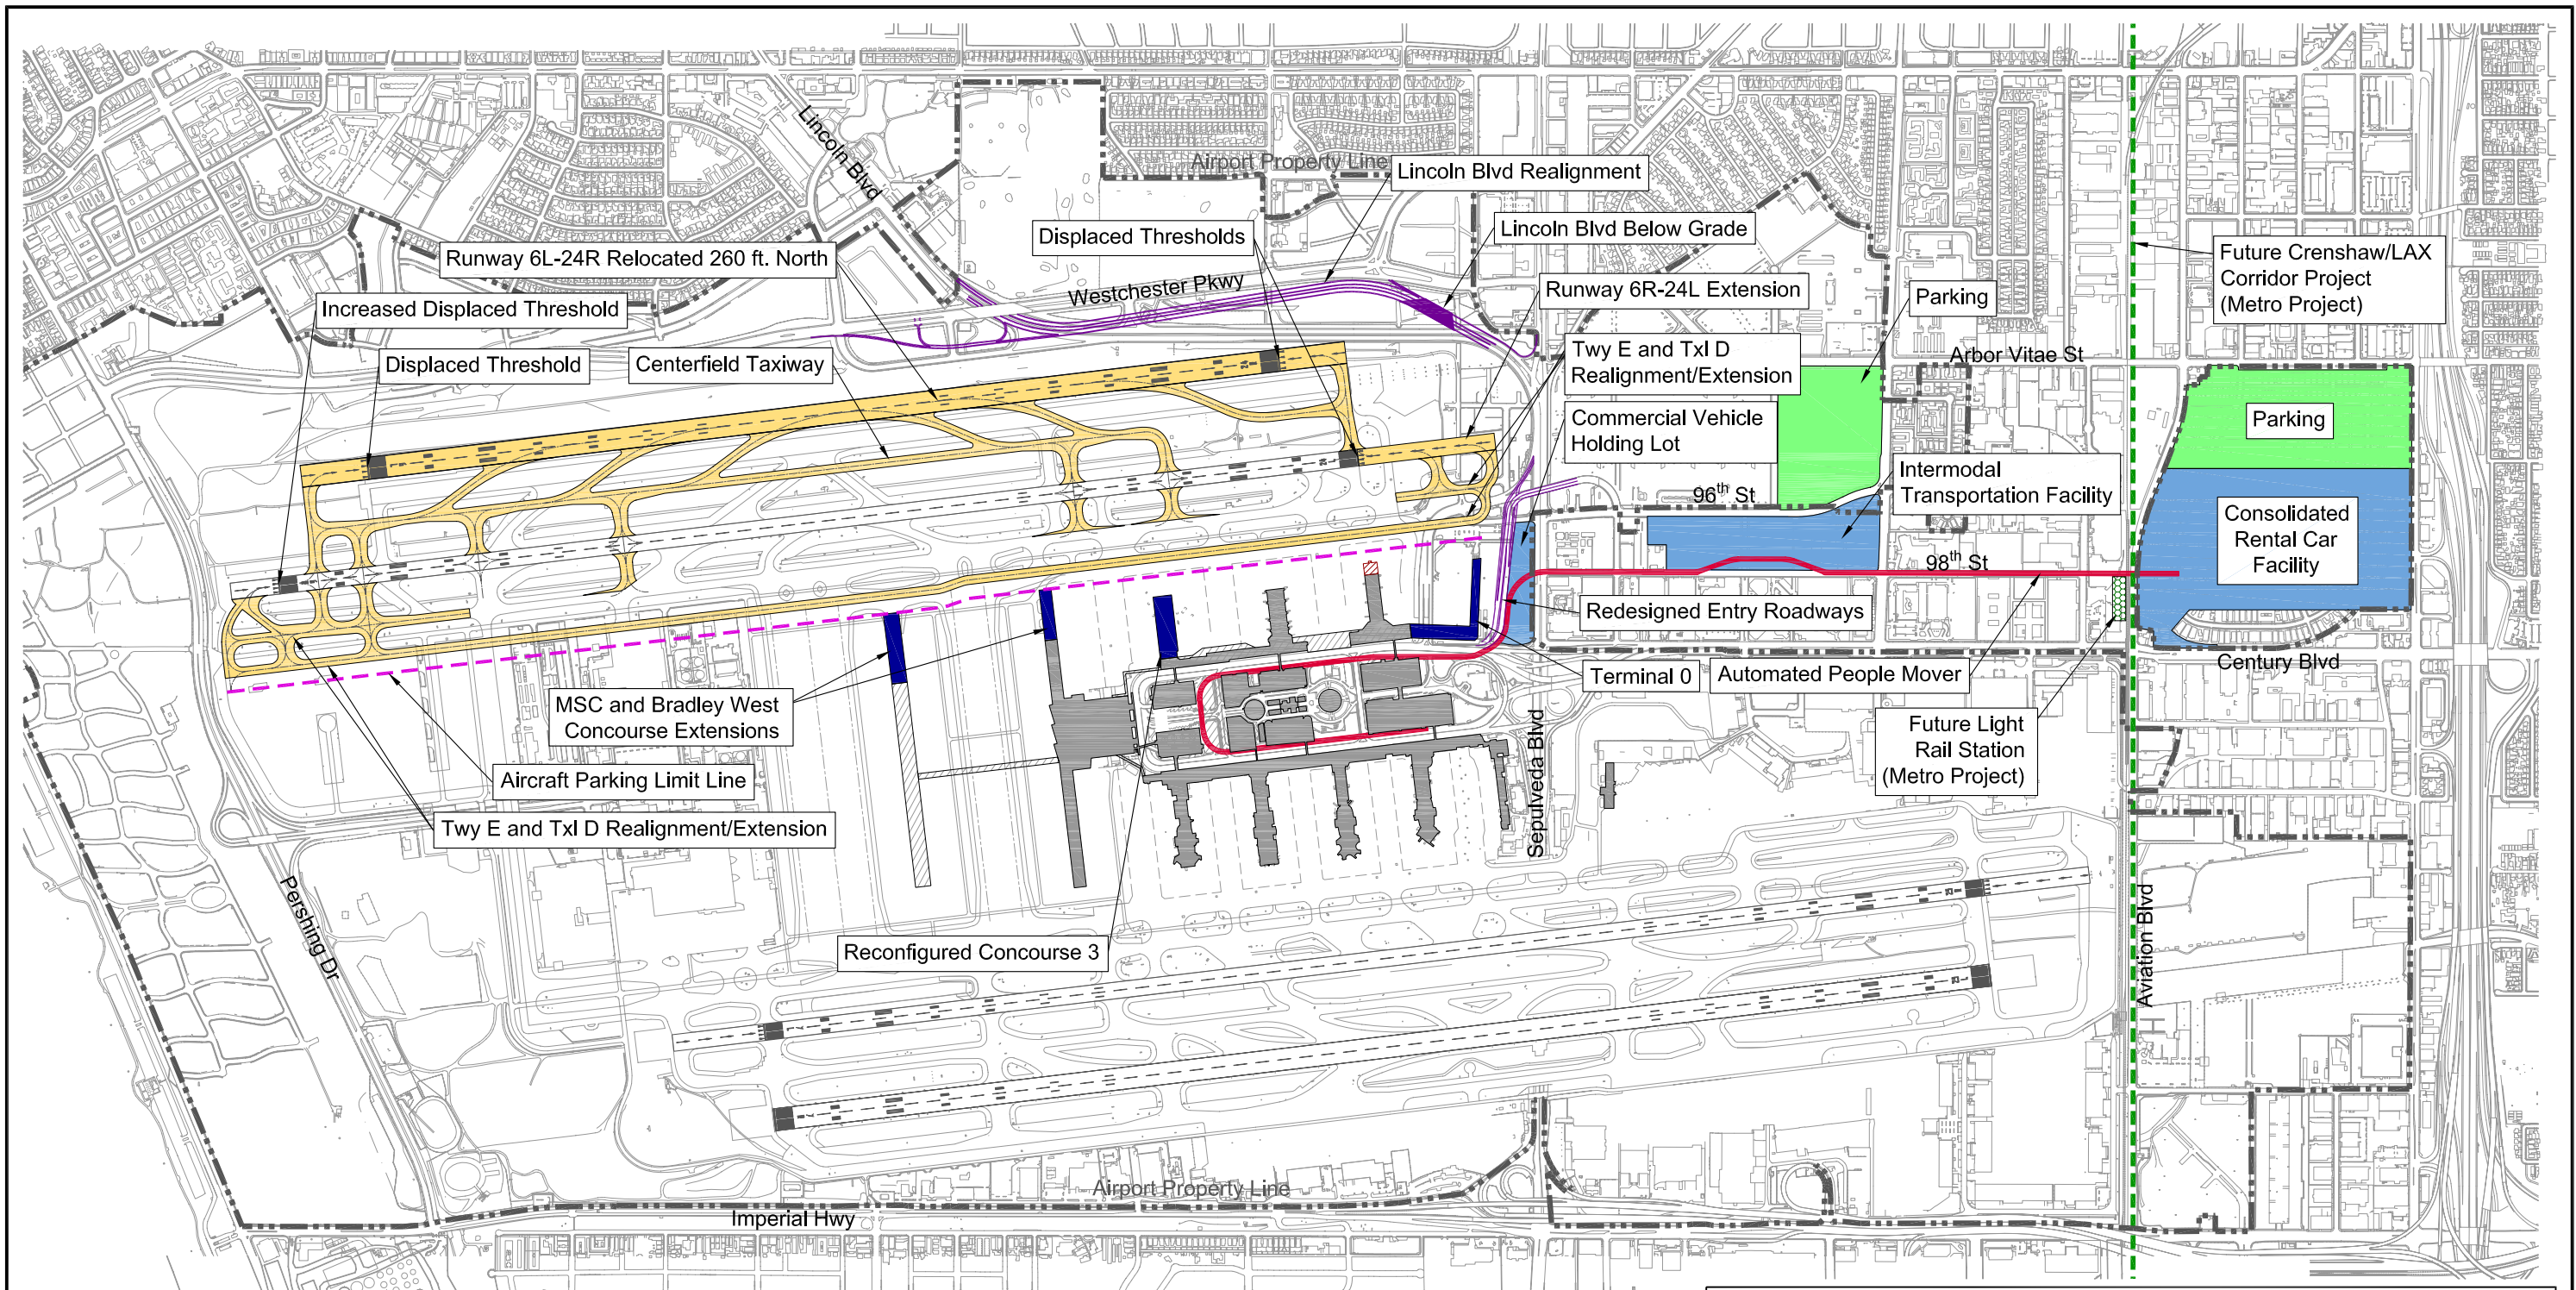 Lincoln Blvd
Airport Property Line
Lincoln Blvd Realignment
Displaced Thresholds
Lincoln Blvd Below Grade
Runway 6L-24R Relocated 260 ft. North
Future Crenshaw/LAX
Corridor Project
(Metro Project)
Westchester Pkwy
Runway 6R-24L Extension
Parking
Increased Displaced Threshold
Displaced Threshold
Centerfield Taxiway
Twy E and Txl D
Realignment/Extension
Arbor Vitae St
Commercial Vehicle
Holding Lot
Parking
Intermodal
Transportation Facility
96th St
Consolidated
Rental Car
Facility
98th St
Redesigned Entry Roadways
Century Blvd
Terminal 0
Automated People Mover
MSC and Bradley West
Concourse Extensions
Future Light
Rail Station
(Metro Project)
Sepulveda Blvd
Aircraft Parking Limit Line
Twy E and Txl D Realignment/Extension
Pershing Dr
Reconfigured Concourse 3
Aviation Blvd
Airport Property Line
Imperial Hwy